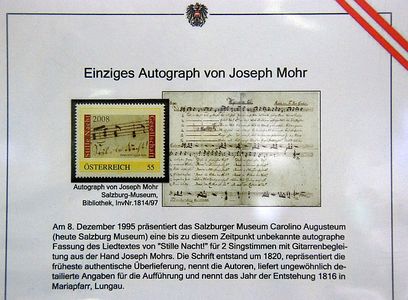 Einziges Autograph von Joseph Mohr
2008
ÖSTERREICH 55
Autograph von Joseph Mohr
Salzburg-Museum,
Bibliothek, InvNr.1814/97
Am 8. Dezember 1995 präsentiert das Salzburger Museum Carolino Augusteum
(heute Salzburg Museum) eine bis zu diesem Zeitpunkt unbekannte autographe
Fassung des Liedtextes von "Stille Nacht!" für 2 Singstimmen mit Gitarrenbeglei
tung aus der Hand Joseph Mohrs. Die Schrift entstand um 1820, repräsentiert die
früheste authentische Überlieferung, nennt die Autoren, liefert ungewöhnlich de-
taillierte Angaben für die Aufführung und nennt das Jahr der Entstehung 1816 in
Mariapfarr, Lungau.